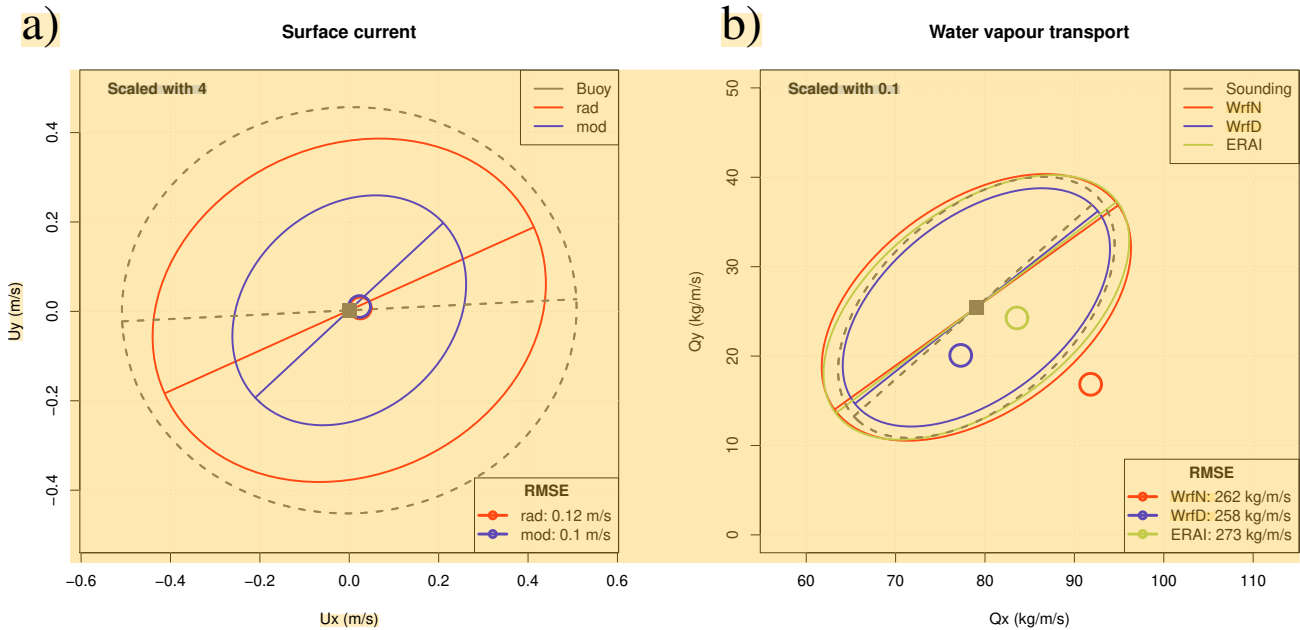 a)
Surface current
Scaled with 4
Buoy
rad
mod
Uy (m/s)
0.4
0.2
0.0
−0.2
−0.4
RMSE
rad: 0.12 m/s
mod: 0.1 m/s
−0.6 −0.4 −0.2 0.0 0.2 0.4 0.6
Ux (m/s)
b)
Water vapour transport
Scaled with 0.1
Sounding
WrfN
WrfD
ERAI
Qy (kg/m/s)
50
40
30
20
10
0
RMSE
WrfN: 262 kg/m/s
WrfD: 258 kg/m/s
ERAI: 273 kg/m/s
60 70 80 90 100 110
Qx (kg/m/s)